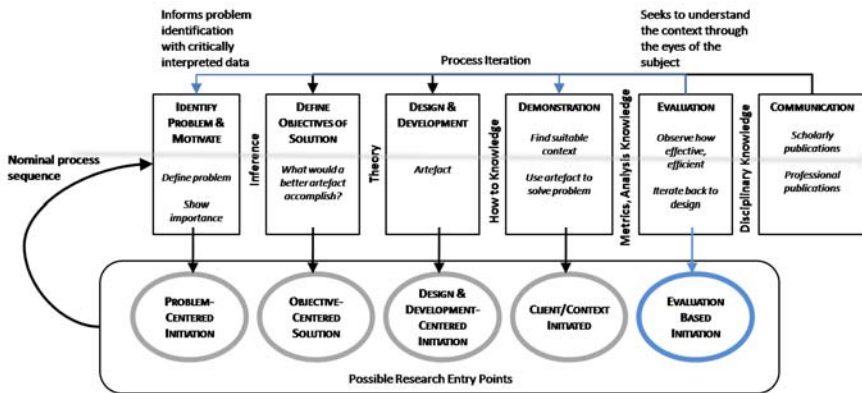 Informs problem
identification
with critically
interpreted data
Seeks to understand
the context through
the eyes of the
subject
Process Iteration
Nominal process
sequence
IDENTIFY
PROBLEM &
MOTIVATE
Define problem
Show
importance
Inference
DEFINE
OBJECTIVES OF
SOLUTION
What would a
better artefact
accomplish?
Theory
DESIGN &
DEVELOPMENT
Artefact
How to Knowledge
DEMONSTRATION
Find suitable
context
Use artefact to
solve problem
Metrics, Analysis Knowledge
EVALUATION
Observe how
effective,
efficient
Iterate back to
design
Disciplinary Knowledge
COMMUNICATION
Scholarly
publications
Professional
publications
PROBLEM-
CENTERED
INITIATION
OBJECTIVE-
CENTERED
SOLUTION
DESIGN &
DEVELOPMENT-
CENTERED
INITIATION
CLIENT/CONTEXT
INITIATED
EVALUATION
BASED
INITIATION
Possible Research Entry Points